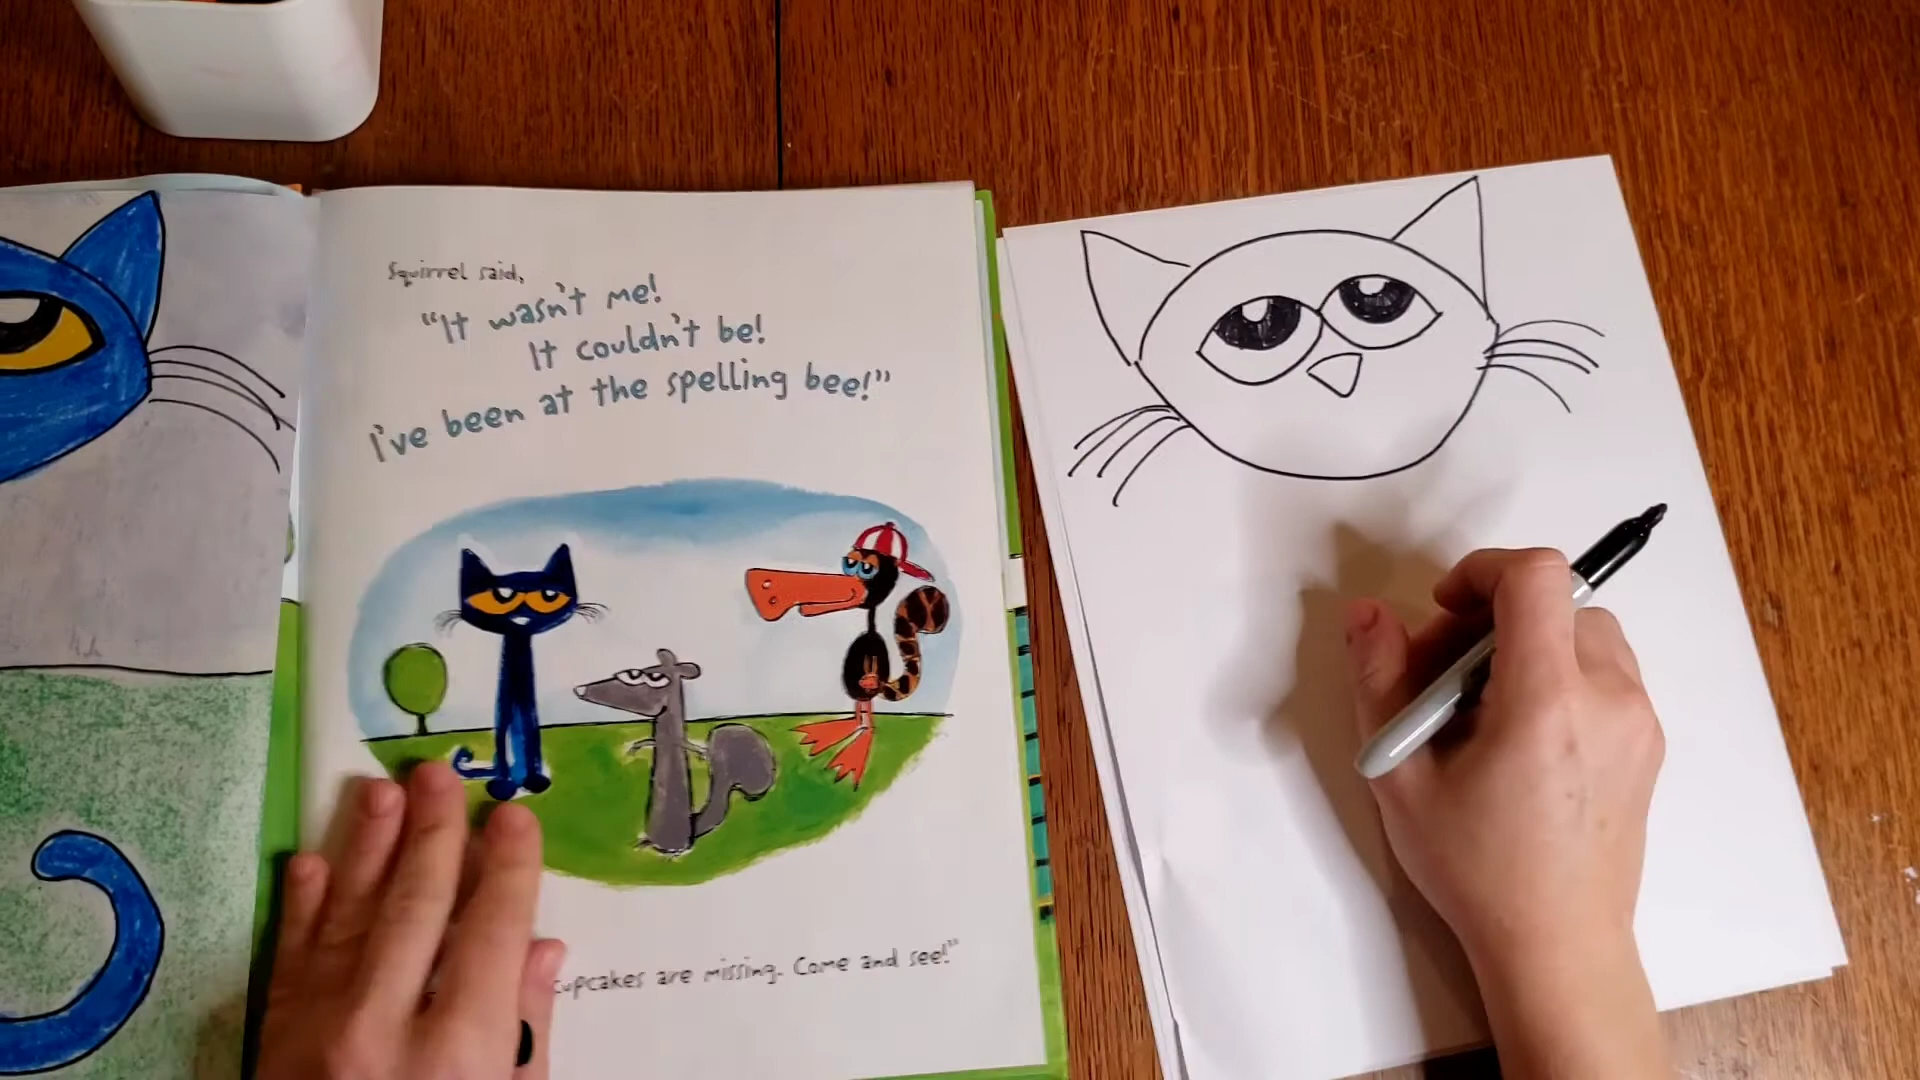 Squirrel said,
"It wasn't me!
It couldn't be!
I've been at the spelling bee!"
cupcakes are missing. Come and see!"